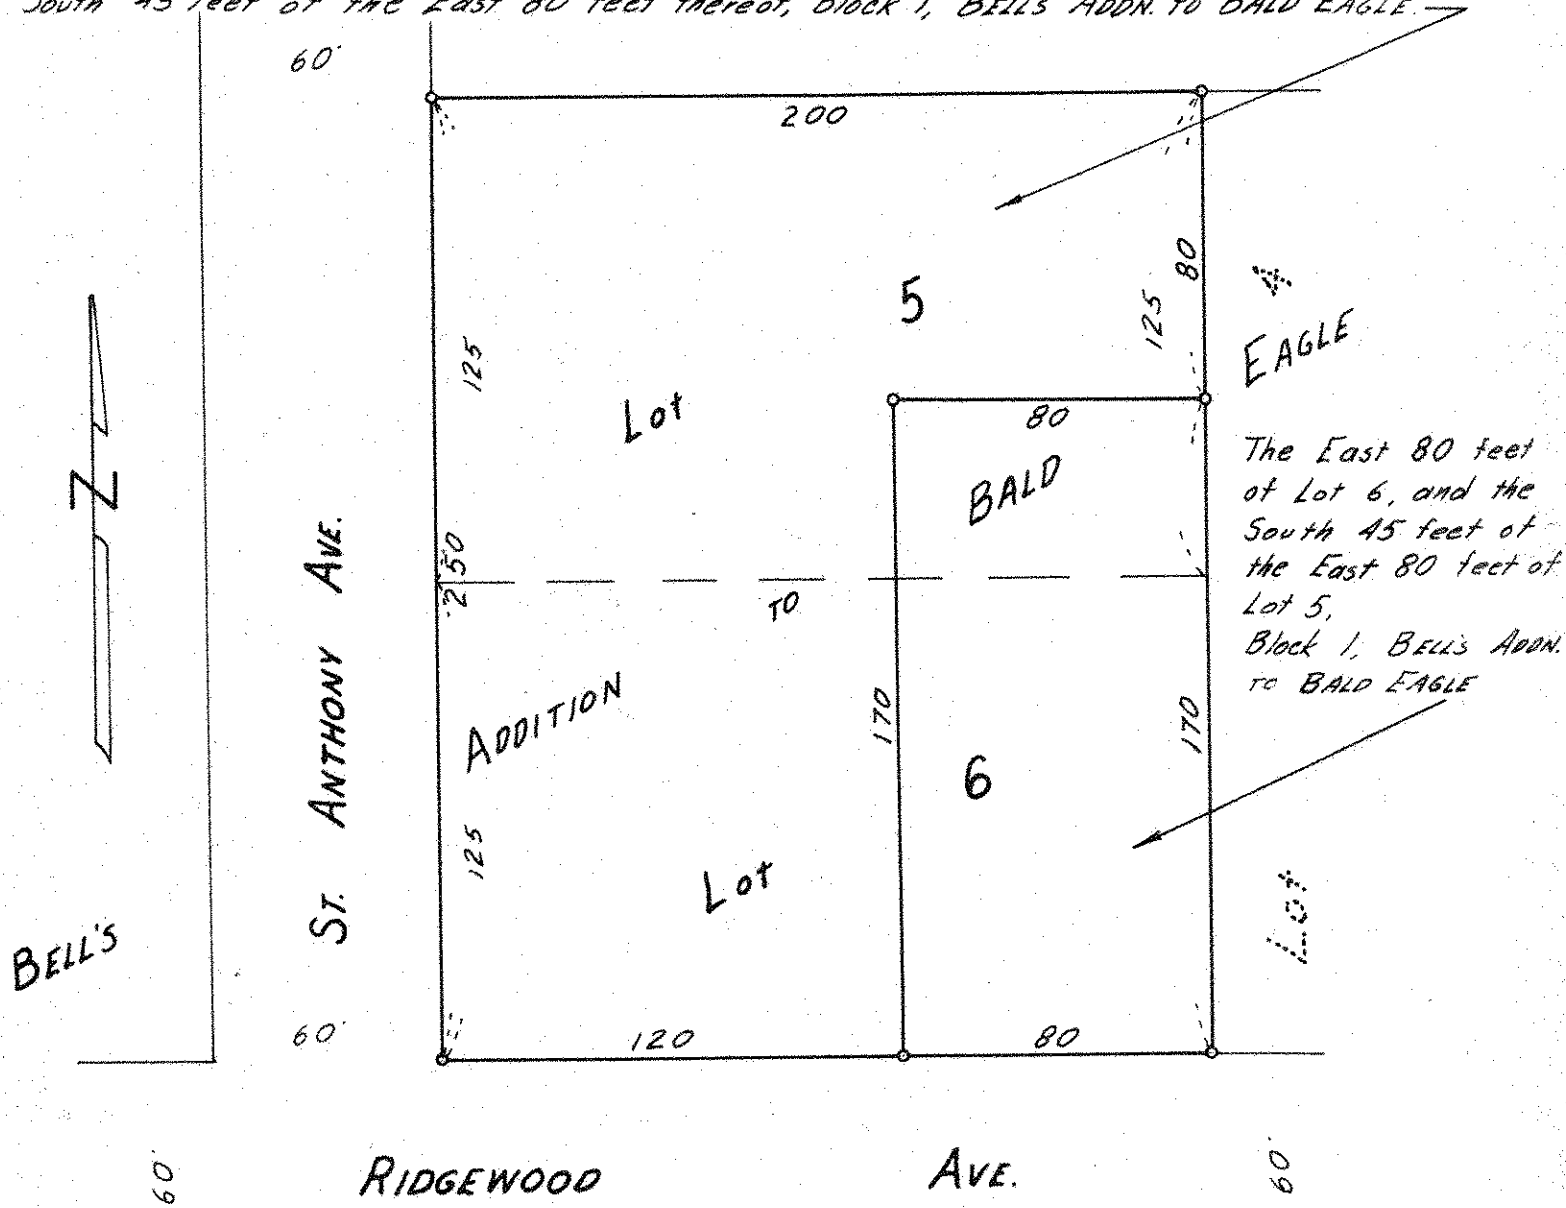 South 45 feet of the East 80 feet thereof, Block 1, BELL'S ADDN. TO BALD EAGLE.
60'
200
5
125
80
125
4
EAGLE
Lot
80
BALD
The East 80 feet
of Lot 6, and the
South 45 feet of
the East 80 feet of
Lot 5,
Block 1, BELL'S ADDN.
TO BALD EAGLE
N
ST. ANTHONY AVE.
250
TO
ADDITION
170
170
6
125
Lot
Lot
BELL'S
60'
120
80
60'
RIDGEWOOD AVE.
60'